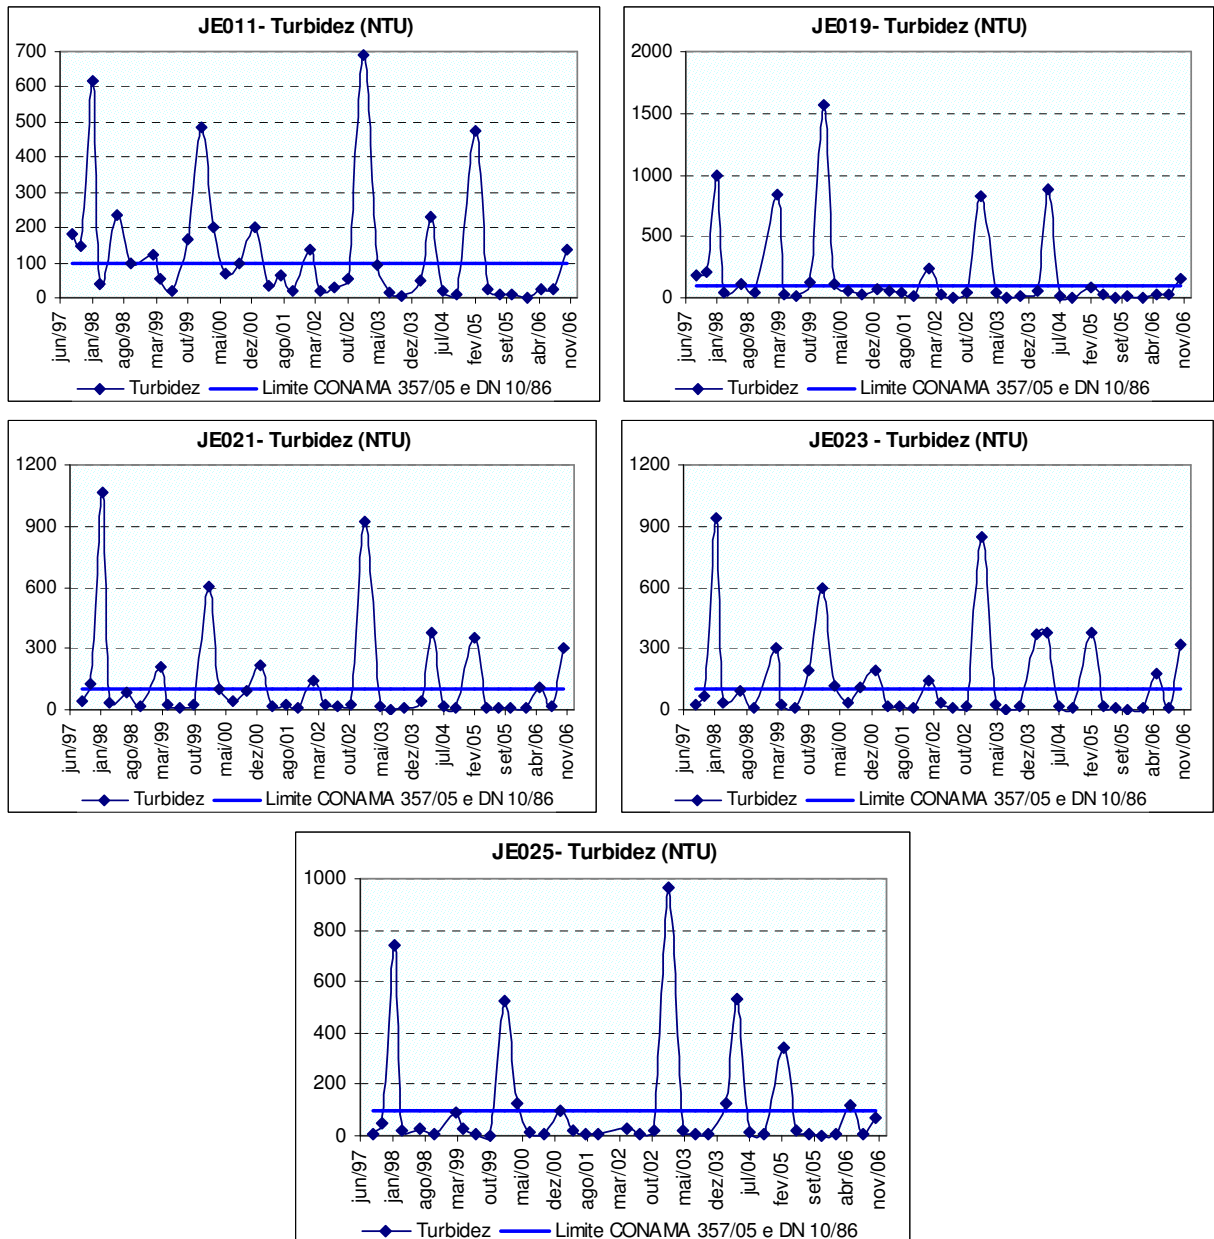 JE011- Turbidez (NTU)
700
600
500
400
300
200
100
0
jun/97 jan/98 ago/98 mar/99 out/99 mai/00 dez/00 ago/01 mar/02 out/02 mai/03 dez/03 jul/04 fev/05 set/05 abr/06 nov/06
Turbidez Limite CONAMA 357/05 e DN 10/86
JE019- Turbidez (NTU)
2000
1500
1000
500
0
jun/97 jan/98 ago/98 mar/99 out/99 mai/00 dez/00 ago/01 mar/02 out/02 mai/03 dez/03 jul/04 fev/05 set/05 abr/06 nov/06
Turbidez Limite CONAMA 357/05 e DN 10/86
JE021- Turbidez (NTU)
1200
900
600
300
0
jun/97 jan/98 ago/98 mar/99 out/99 mai/00 dez/00 ago/01 mar/02 out/02 mai/03 dez/03 jul/04 fev/05 set/05 abr/06 nov/06
Turbidez Limite CONAMA 357/05 e DN 10/86
JE023 - Turbidez (NTU)
1200
900
600
300
0
jun/97 jan/98 ago/98 mar/99 out/99 mai/00 dez/00 ago/01 mar/02 out/02 mai/03 dez/03 jul/04 fev/05 set/05 abr/06 nov/06
Turbidez Limite CONAMA 357/05 e DN 10/86
JE025- Turbidez (NTU)
1000
800
600
400
200
0
jun/97 jan/98 ago/98 mar/99 out/99 mai/00 dez/00 ago/01 mar/02 out/02 mai/03 dez/03 jul/04 fev/05 set/05 abr/06 nov/06
Turbidez Limite CONAMA 357/05 e DN 10/86